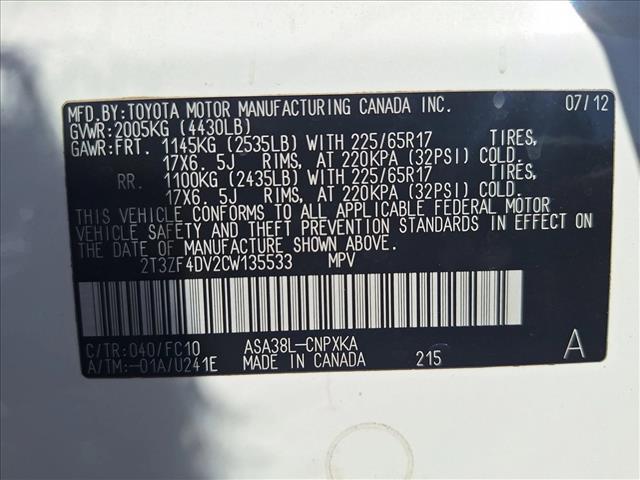 MFD.BY:TOYOTA MOTOR MANUFACTURING CANADA INC. 07/12
GVWR:2005KG (4430LB)
GAWR:FRT. 1145KG (2535LB) WITH 225/65R17 TIRES,
17X6. 5J RIMS, AT 220KPA (32PSI) COLD.
RR. 1100KG (2435LB) WITH 225/65R17 TIRES,
17X6. 5J RIMS, AT 220KPA (32PSI) COLD.
THIS VEHICLE CONFORMS TO ALL APPLICABLE FEDERAL MOTOR
VEHICLE SAFETY AND THEFT PREVENTION STANDARDS IN EFFECT ON
THE DATE OF MANUFACTURE SHOWN ABOVE.
2T3ZF4DV2CW135533 MPV
C/TR:040/FC10 ASA38L-CNPXKA A
A/TM:-01A/U241E MADE IN CANADA 215